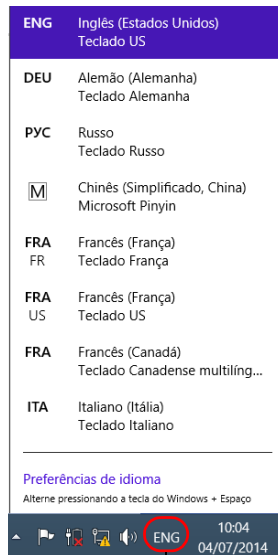 ENG Inglês (Estados Unidos)
Teclado US
DEU Alemão (Alemanha)
Teclado Alemanha
РУС Russo
Teclado Russo
M Chinês (Simplificado, China)
Microsoft Pinyin
FRA Francês (França)
FR Teclado França
FRA Francês (França)
US Teclado US
FRA Francês (Canadá)
Teclado Canadense multilíng...
ITA Italiano (Itália)
Teclado Italiano
Preferências de idioma
Alterne pressionando a tecla do Windows + Espaço
ENG 10:04
04/07/2014